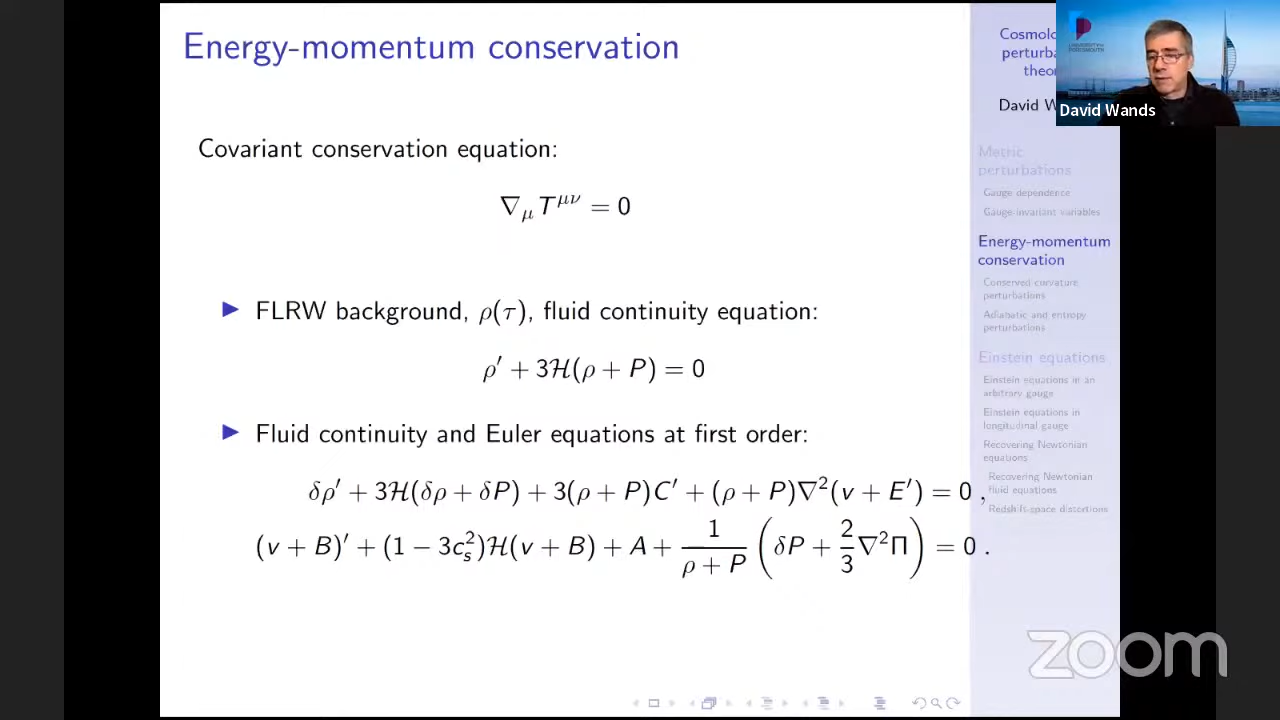 Energy-momentum conservation
Covariant conservation equation:
∇_μ T^{μν} = 0
▶ FLRW background, ρ(τ), fluid continuity equation:
ρ′ + 3ℋ(ρ + P) = 0
▶ Fluid continuity and Euler equations at first order:
δρ′ + 3ℋ(δρ + δP) + 3(ρ + P)C′ + (ρ + P)∇²(v + E′) = 0 ,
(v + B)′ + (1 − 3c_s²)ℋ(v + B) + A + 1/(ρ + P) (δP + 2/3 ∇²Π) = 0 .
David Wands
Metric
perturbations
Gauge dependence
Gauge-invariant variables
Energy-momentum
conservation
Conserved curvature
perturbations
Adiabatic and entropy
perturbations
Einstein equations
Einstein equations in an
arbitrary gauge
Einstein equations in
longitudinal gauge
Recovering Newtonian
equations
Recovering Newtonian
fluid equations
Redshift-space distortions
zoom